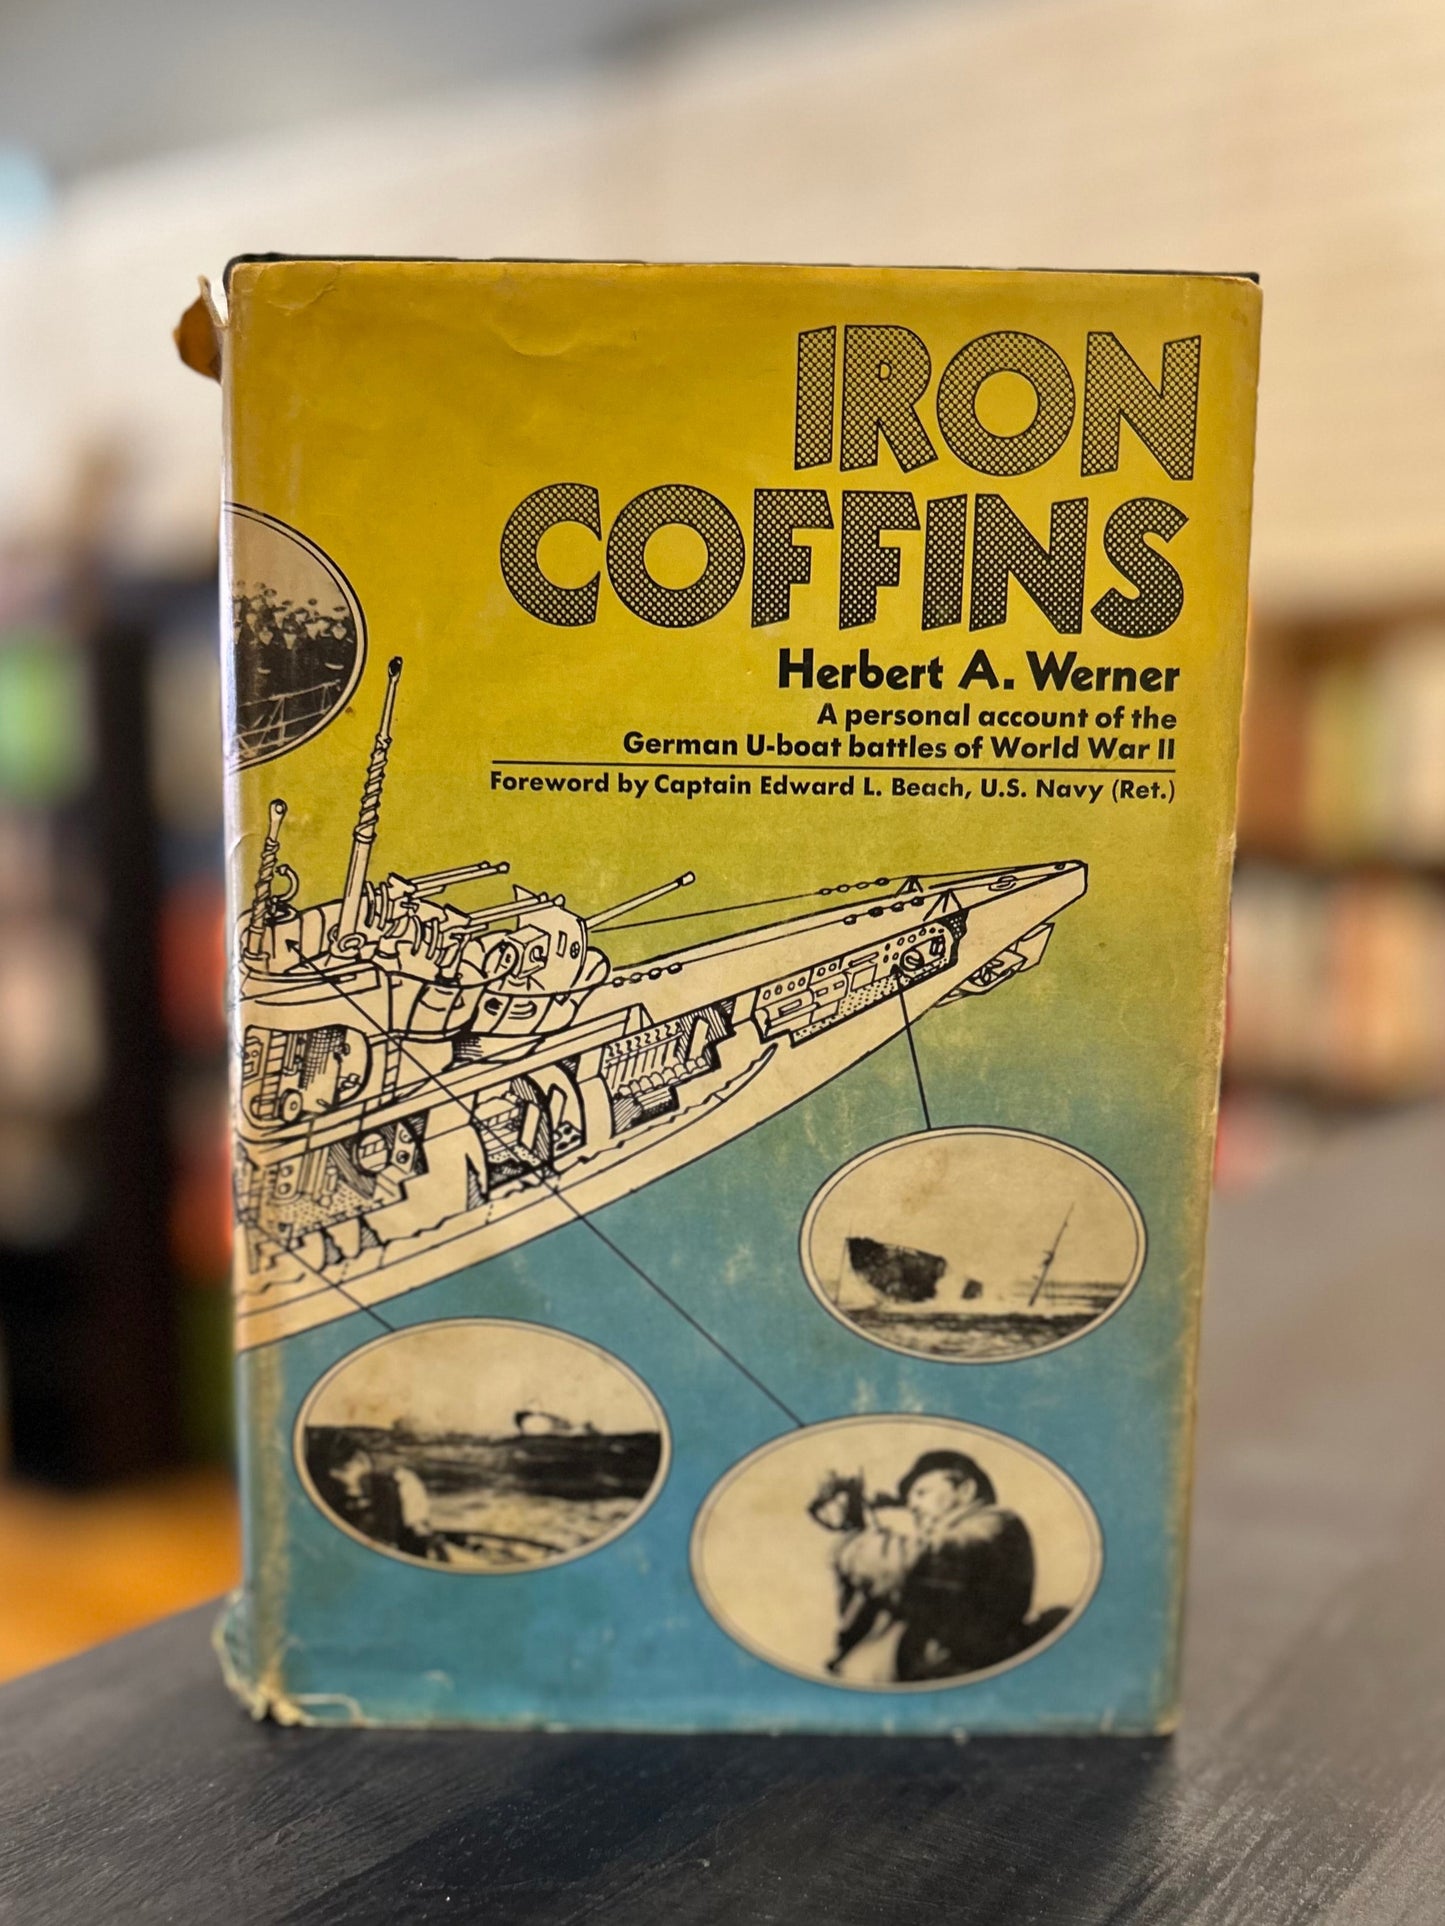 IRON
COFFINS
Herbert A. Werner
A personal account of the
German U-boat battles of World War II
Foreword by Captain Edward L. Beach, U.S. Navy (Ret.)